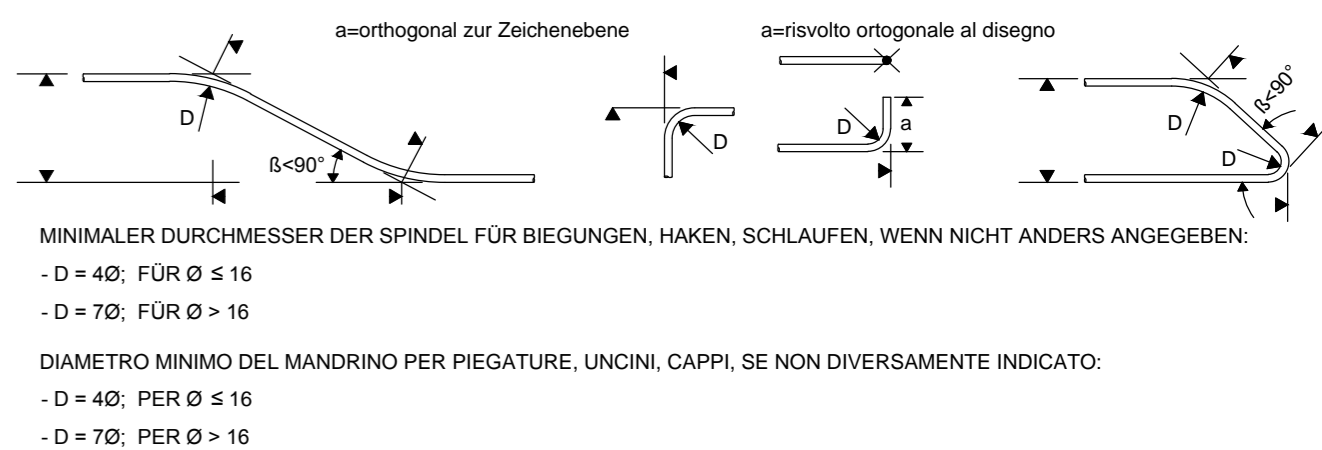 a=orthogonal zur Zeichenebene
a=risvolto ortogonale al disegno
D
ß<90°
D
D
a
D
ß<90°
D
MINIMALER DURCHMESSER DER SPINDEL FÜR BIEGUNGEN, HAKEN, SCHLAUFEN, WENN NICHT ANDERS ANGEGEBEN:
- D = 4Ø; FÜR Ø ≤ 16
- D = 7Ø; FÜR Ø > 16
DIAMETRO MINIMO DEL MANDRINO PER PIEGATURE, UNCINI, CAPPI, SE NON DIVERSAMENTE INDICATO:
- D = 4Ø; PER Ø ≤ 16
- D = 7Ø; PER Ø > 16